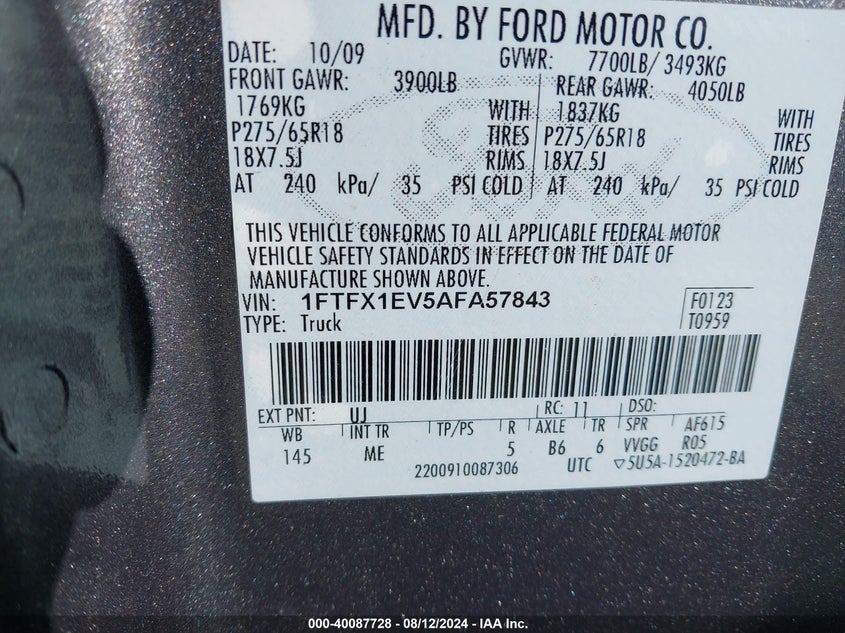 MFD. BY FORD MOTOR CO.
DATE: 10/09 GVWR: 7700LB/ 3493KG
FRONT GAWR: 3900LB REAR GAWR: 4050LB
1769KG WITH 1837KG WITH
P275/65R18 TIRES P275/65R18 TIRES
18X7.5J RIMS 18X7.5J RIMS
AT 240 kPa/ 35 PSI COLD AT 240 kPa/ 35 PSI COLD
THIS VEHICLE CONFORMS TO ALL APPLICABLE FEDERAL MOTOR
VEHICLE SAFETY STANDARDS IN EFFECT ON THE DATE OF
MANUFACTURE SHOWN ABOVE.
VIN: 1FTFX1EV5AFA57843 F0123
TYPE: Truck T0959
EXT PNT: UJ RC: 11 DSO:
WB INT TR TP/PS R AXLE TR SPR AF615
145 ME 5 B6 6 VVGG R05
2200910087306 UTC ▽5U5A-1520472-BA
000-40087728 - 08/12/2024 - IAA Inc.